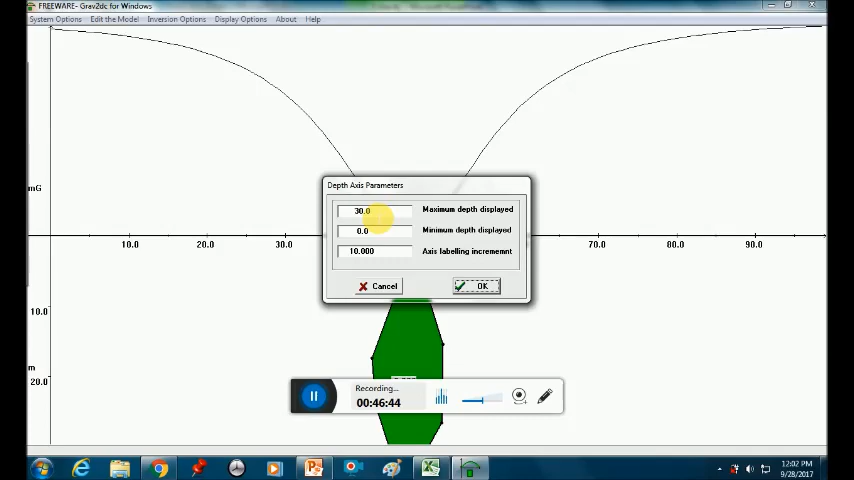 FREEWARE- Grav2dc for Windows
System Options Edit the Model Inversion Options Display Options About Help
mG
Depth Axis Parameters
30.0 Maximum depth displayed
0.0 Minimum depth displayed
10.000 Axis labelling incrememnt
Cancel OK
10.0 20.0 30.0 70.0 80.0 90.0
10.0
m
20.0
Recording...
00:46:44
12:02 PM
9/28/2017